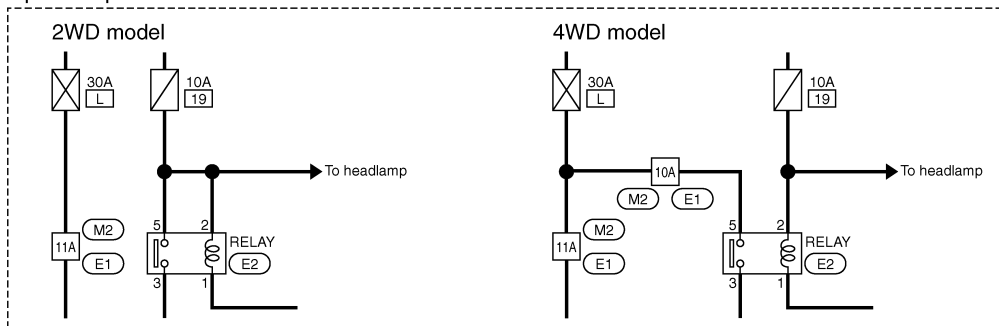 2WD model
30A
L
10A
19
To headlamp
M2
11A
E1
5
2
RELAY
E2
3
1
4WD model
30A
L
10A
19
10A
To headlamp
M2
E1
M2
11A
E1
5
2
RELAY
E2
3
1